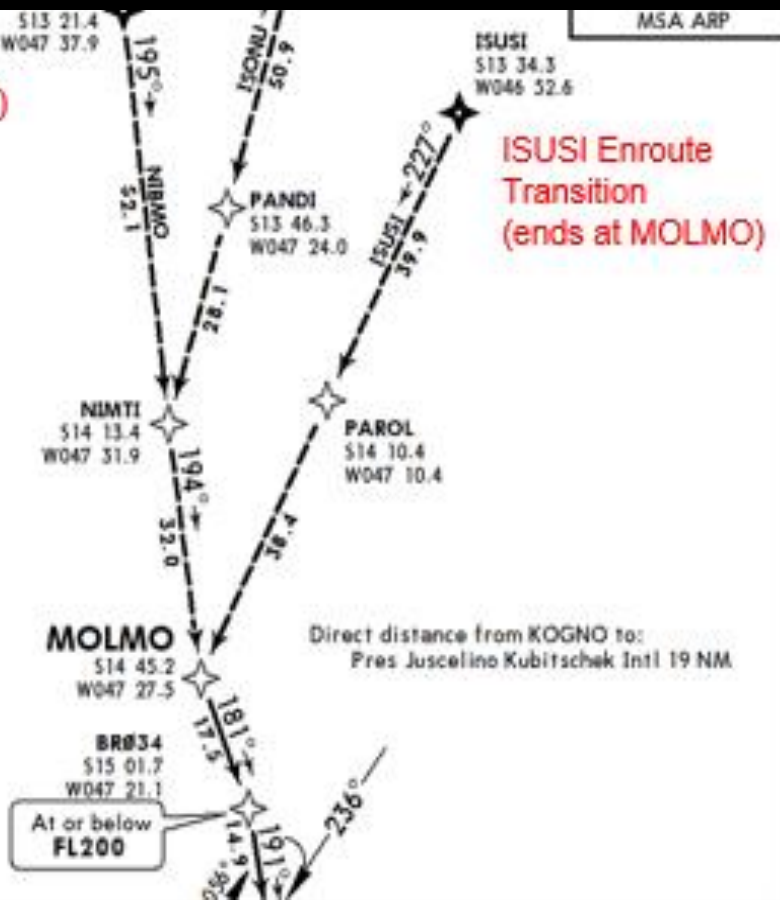 S13 21.4
W047 37.9
MSA ARP
ISUSI
S13 34.3
W046 52.6
195°
ISONU
50.9
)
ISUSI Enroute
Transition
(ends at MOLMO)
227°
ISUSI
39.9
NIBMO
52.1
PANDI
S13 46.3
W047 24.0
28.1
NIMTI
S14 13.4
W047 31.9
PAROL
S14 10.4
W047 10.4
194°
32.0
38.4
MOLMO
S14 45.2
W047 27.5
Direct distance from KOGNO to:
Pres Juscelino Kubitschek Intl 19 NM
181°
17.5
BRØ34
S15 01.7
W047 21.1
At or below
FL200
236°
14.9
191°
056°